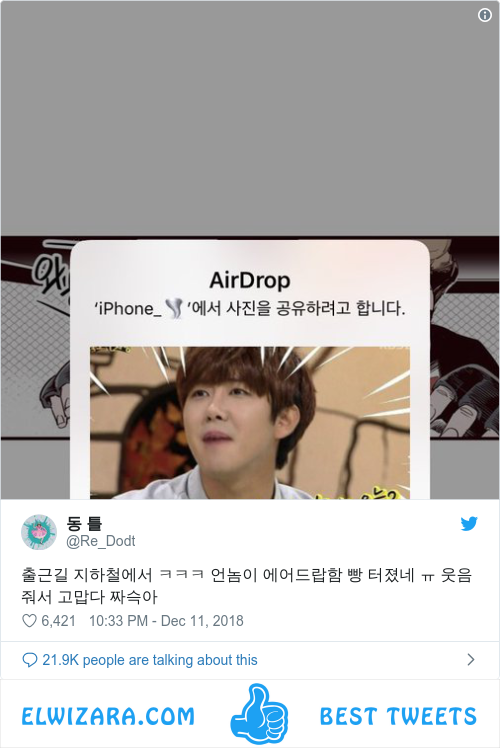 AirDrop
‘iPhone_ ’에서 사진을 공유하려고 합니다.
동 틀
@Re_Dodt
출근길 지하철에서 ㅋㅋㅋ 언놈이 에어드랍함 빵 터졌네 ㅠ 웃음
줘서 고맙다 짜슥아
6,421 10:33 PM - Dec 11, 2018
21.9K people are talking about this
ELWIZARA.COM BEST TWEETS